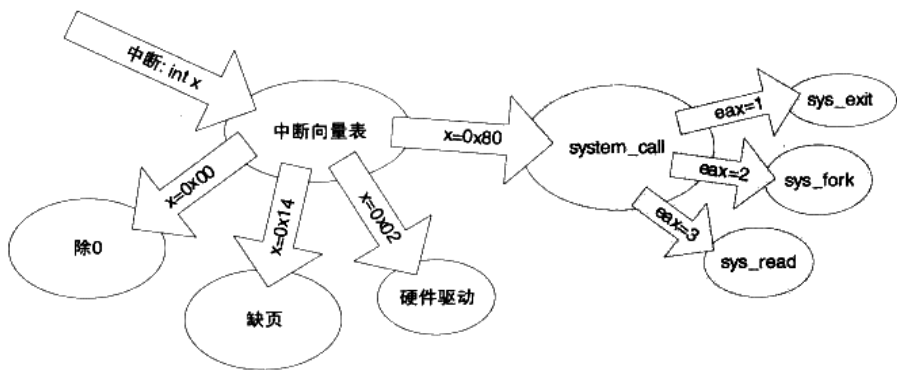 中断: int x
中断向量表
x=0x80
system_call
eax=1
sys_exit
eax=2
sys_fork
eax=3
sys_read
x=0x00
除0
x=0x14
缺页
x=0x02
硬件驱动